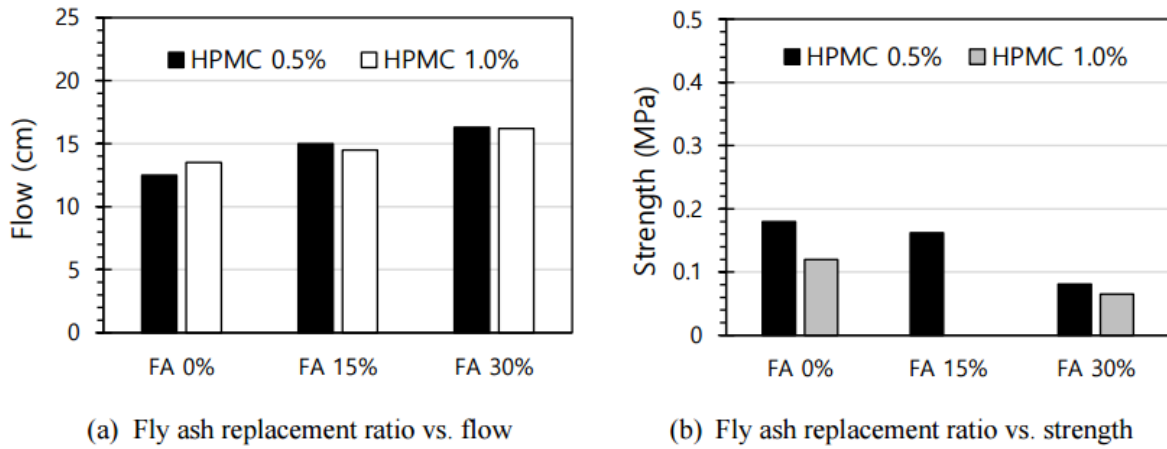 25
20
15
10
5
0
Flow (cm)
HPMC 0.5% HPMC 1.0%
FA 0% FA 15% FA 30%
(a) Fly ash replacement ratio vs. flow
0.5
0.4
0.3
0.2
0.1
0
Strength (MPa)
HPMC 0.5% HPMC 1.0%
FA 0% FA 15% FA 30%
(b) Fly ash replacement ratio vs. strength